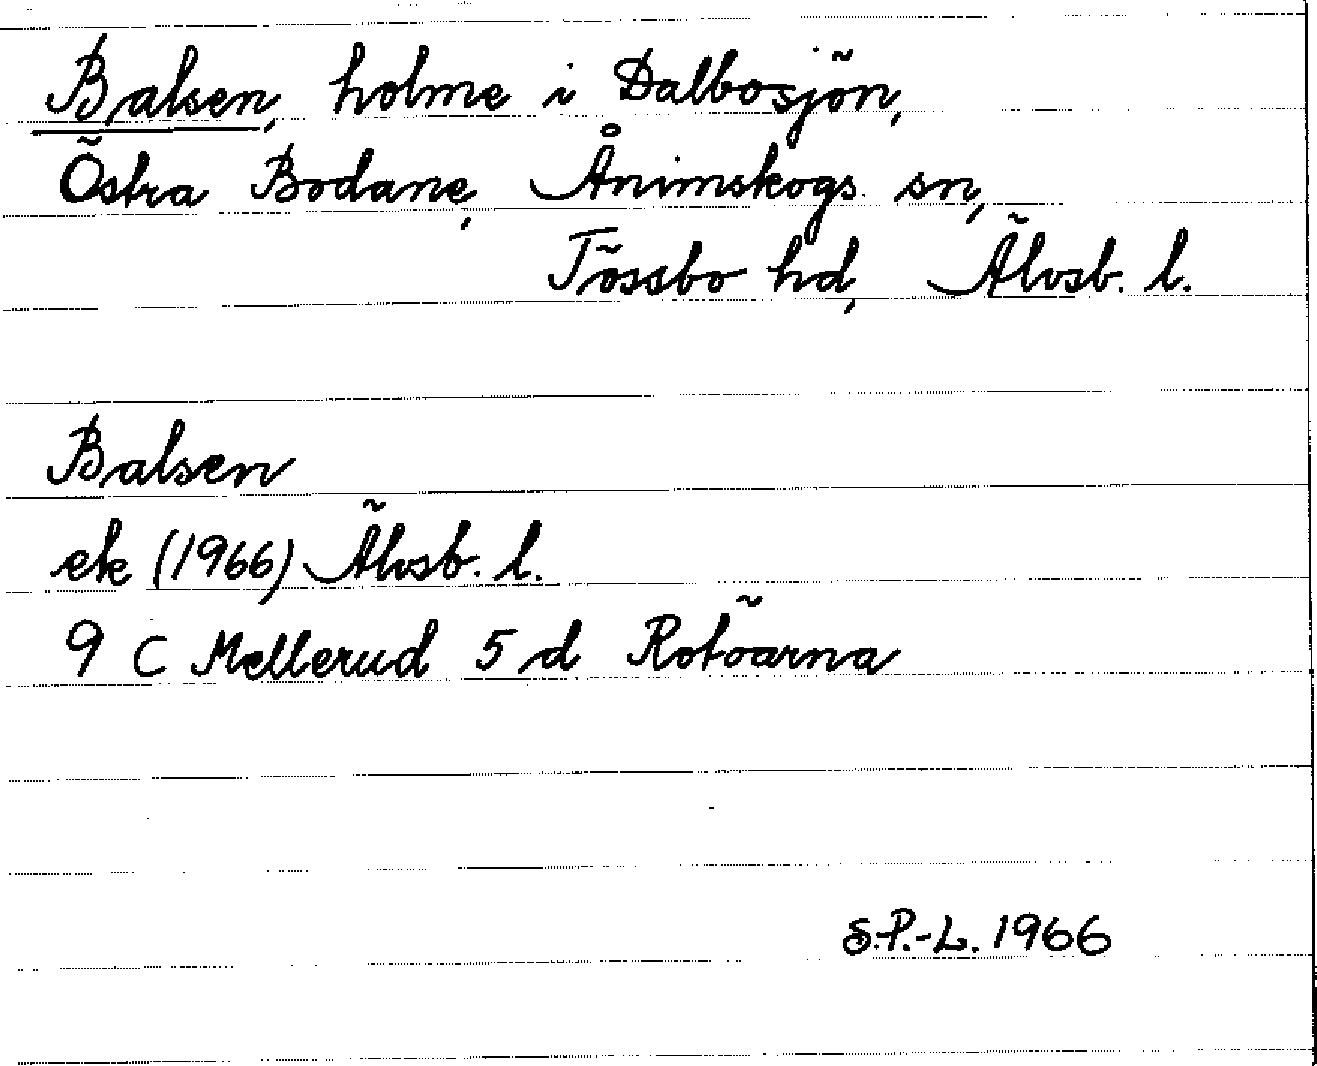 Balsen, holme i Dalbosjön,
Östra Bodane, Ånimskogs sn,
Tössbo hd, Älvsb. l.
Balsen
ek (1966) Älvsb. l.
9 C Mellerud 5 d Rotöarna
S.P.-L. 1966